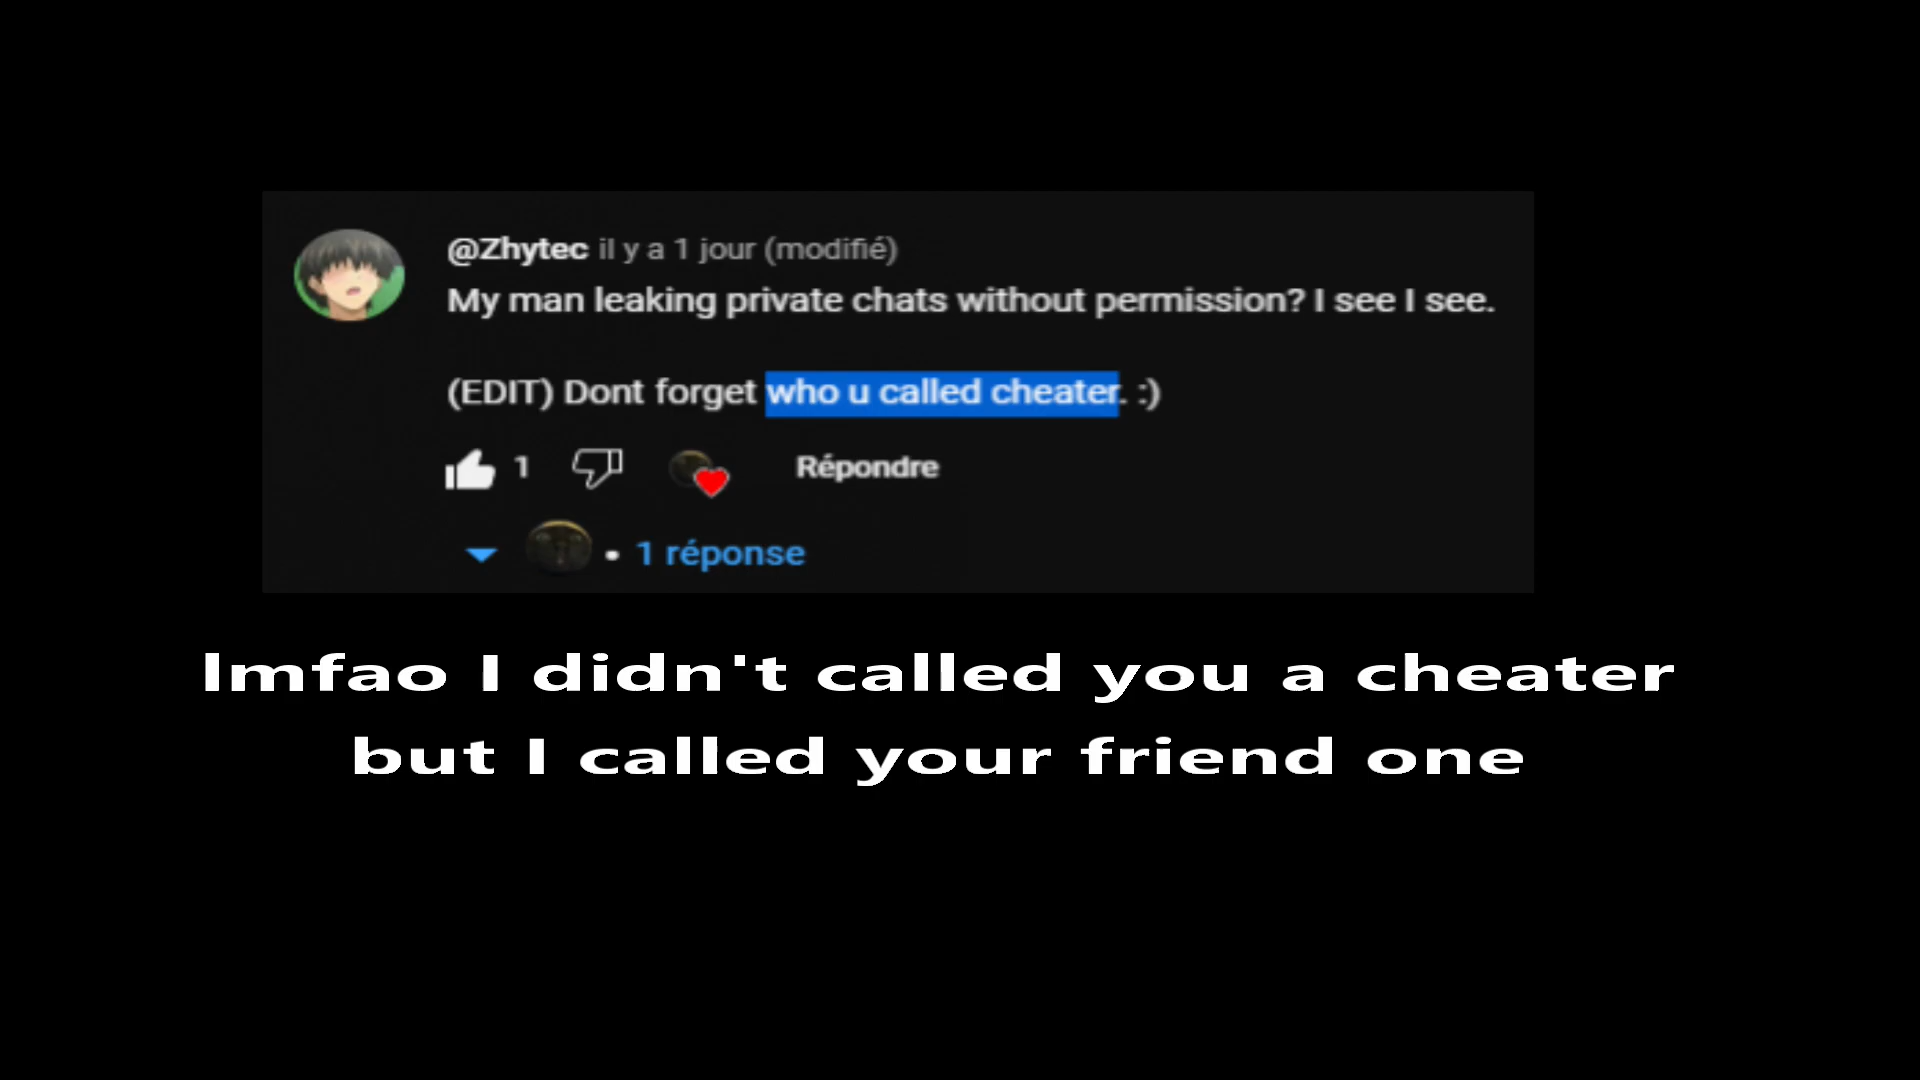 @Zhytec il y a 1 jour (modifié)
My man leaking private chats without permission? I see I see.
(EDIT) Dont forget who u called cheater. :)
1 Répondre
• 1 réponse
lmfao I didn't called you a cheater
but I called your friend one